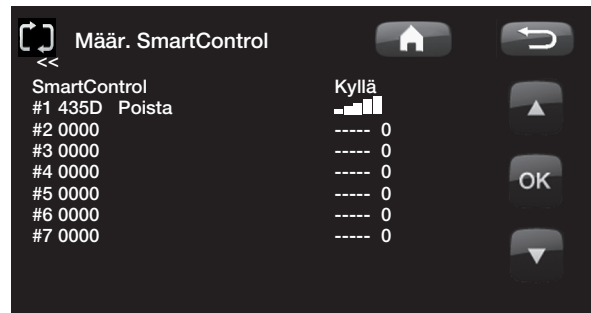 Määr. SmartControl
<<
SmartControl Kyllä
#1 435D Poista
#2 0000 ----- 0
#3 0000 ----- 0
#4 0000 ----- 0
#5 0000 ----- 0
#6 0000 ----- 0
#7 0000 ----- 0
OK